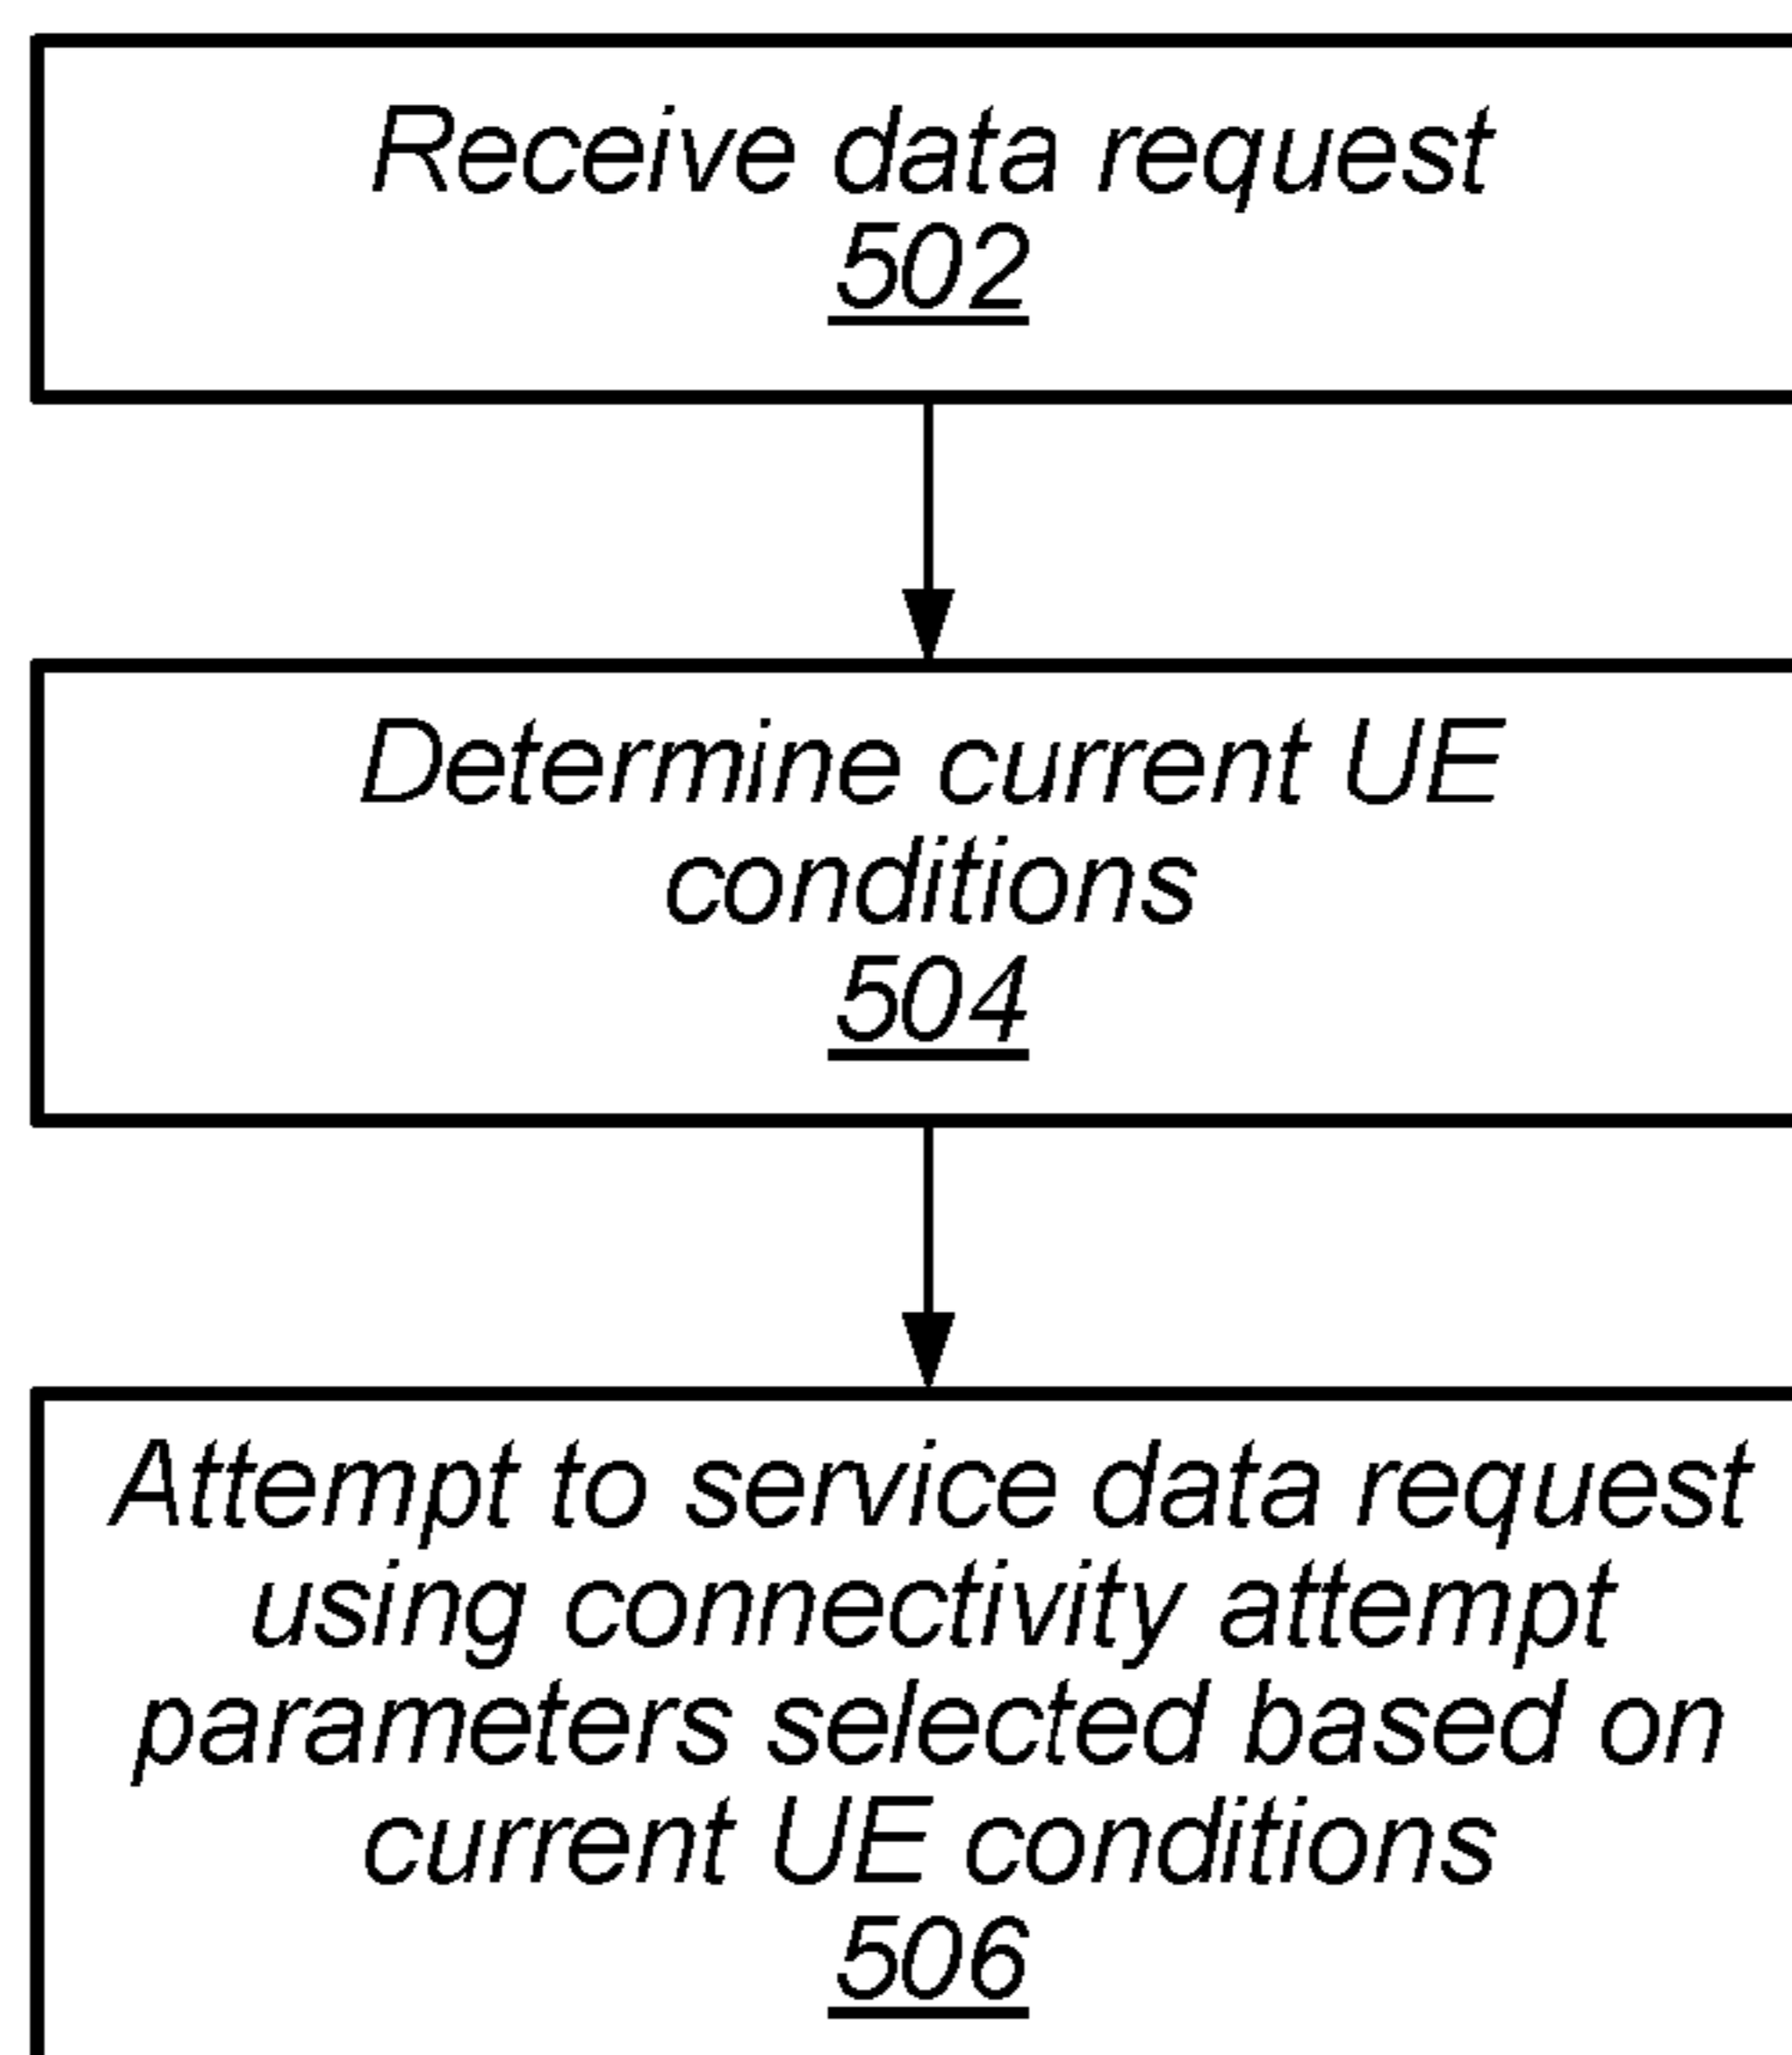 Receive data request
502
Determine current UE
conditions
504
Attempt to service data request
using connectivity attempt
parameters selected based on
current UE conditions
506